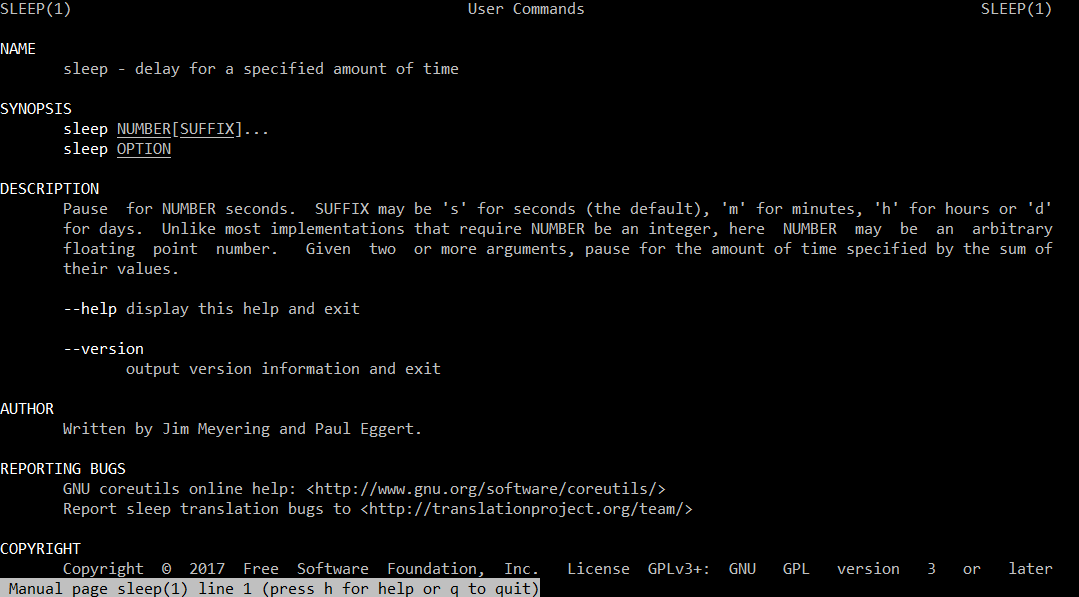 SLEEP(1) User Commands SLEEP(1)
NAME
sleep - delay for a specified amount of time
SYNOPSIS
sleep NUMBER[SUFFIX]...
sleep OPTION
DESCRIPTION
Pause for NUMBER seconds. SUFFIX may be 's' for seconds (the default), 'm' for minutes, 'h' for hours or 'd'
for days. Unlike most implementations that require NUMBER be an integer, here NUMBER may be an arbitrary
floating point number. Given two or more arguments, pause for the amount of time specified by the sum of
their values.
--help display this help and exit
--version
output version information and exit
AUTHOR
Written by Jim Meyering and Paul Eggert.
REPORTING BUGS
GNU coreutils online help: <http://www.gnu.org/software/coreutils/>
Report sleep translation bugs to <http://translationproject.org/team/>
COPYRIGHT
Copyright © 2017 Free Software Foundation, Inc. License GPLv3+: GNU GPL version 3 or later
Manual page sleep(1) line 1 (press h for help or q to quit)